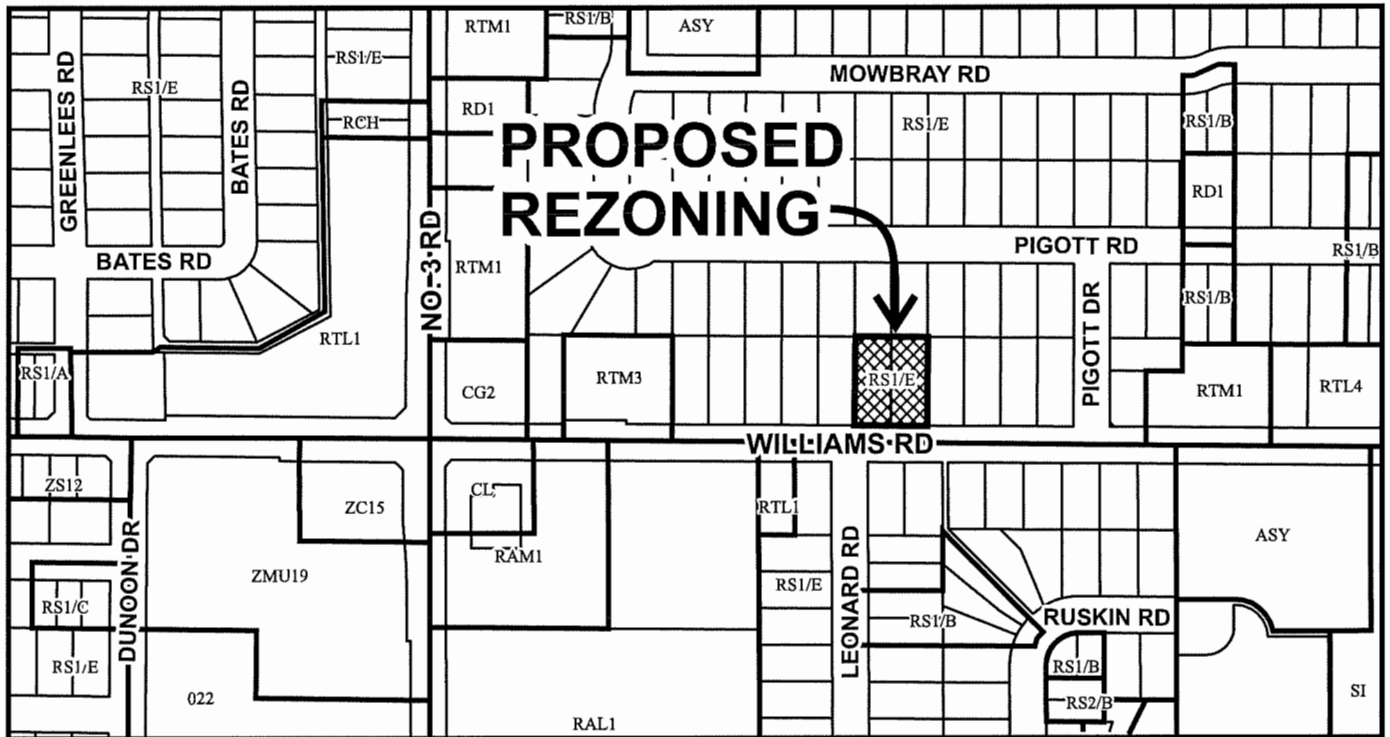 RTM1
RS1/B
ASY
RS1/E
GREENLEES RD
RS1/E
BATES RD
MOWBRAY RD
RCH
RD1
RS1/E
RS1/B
PROPOSED
REZONING
RD1
NO. 3 RD
BATES RD
RTM1
PIGOTT RD
RS1/B
RS1/B
PIGOTT DR
RTL1
RS1/A
CG2
RTM3
RS1/E
RTM1
RTL4
WILLIAMS RD
ZS12
ZC15
CL
RTL1
RAM1
ASY
DUNOON DR
ZMU19
LEONARD RD
RS1/E
RS1/C
RS1/B
RUSKIN RD
RS1/E
RS1/B
022
RS2/B
SI
RAL1